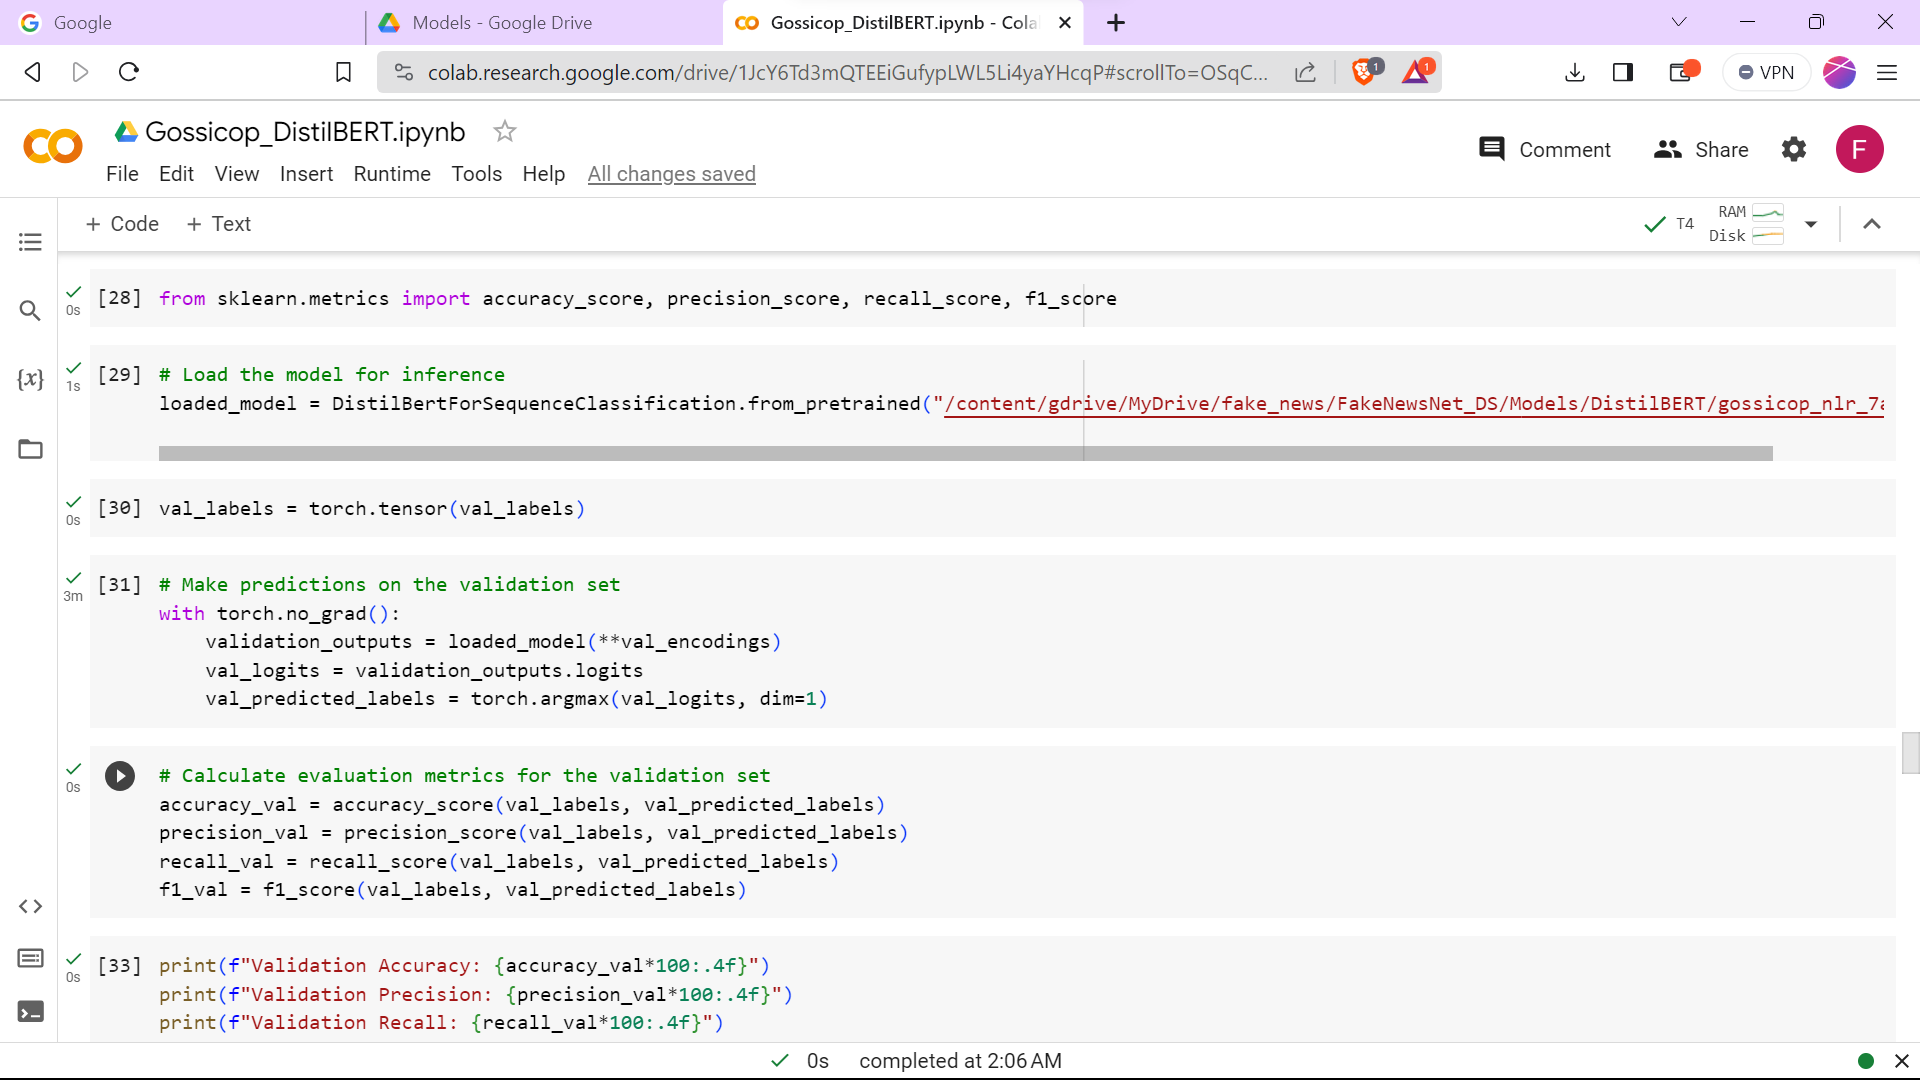 Google
Models - Google Drive
Gossicop_DistilBERT.ipynb - Cola
colab.research.google.com/drive/1JcY6Td3mQTEEiGufypLWL5Li4yaYHcqP#scrollTo=OSqC...
1
1
VPN
Gossicop_DistilBERT.ipynb
File Edit View Insert Runtime Tools Help All changes saved
Comment
Share
F
+ Code + Text
T4
RAM
Disk
0s
[28] from sklearn.metrics import accuracy_score, precision_score, recall_score, f1_score
1s
[29] # Load the model for inference
loaded_model = DistilBertForSequenceClassification.from_pretrained("/content/gdrive/MyDrive/fake_news/FakeNewsNet_DS/Models/DistilBERT/gossicop_nlr_7a
{x}
0s
[30] val_labels = torch.tensor(val_labels)
3m
[31] # Make predictions on the validation set
with torch.no_grad():
    validation_outputs = loaded_model(**val_encodings)
    val_logits = validation_outputs.logits
    val_predicted_labels = torch.argmax(val_logits, dim=1)
0s
# Calculate evaluation metrics for the validation set
accuracy_val = accuracy_score(val_labels, val_predicted_labels)
precision_val = precision_score(val_labels, val_predicted_labels)
recall_val = recall_score(val_labels, val_predicted_labels)
f1_val = f1_score(val_labels, val_predicted_labels)
0s
[33] print(f"Validation Accuracy: {accuracy_val*100:.4f}")
print(f"Validation Precision: {precision_val*100:.4f}")
print(f"Validation Recall: {recall_val*100:.4f}")
0s completed at 2:06 AM